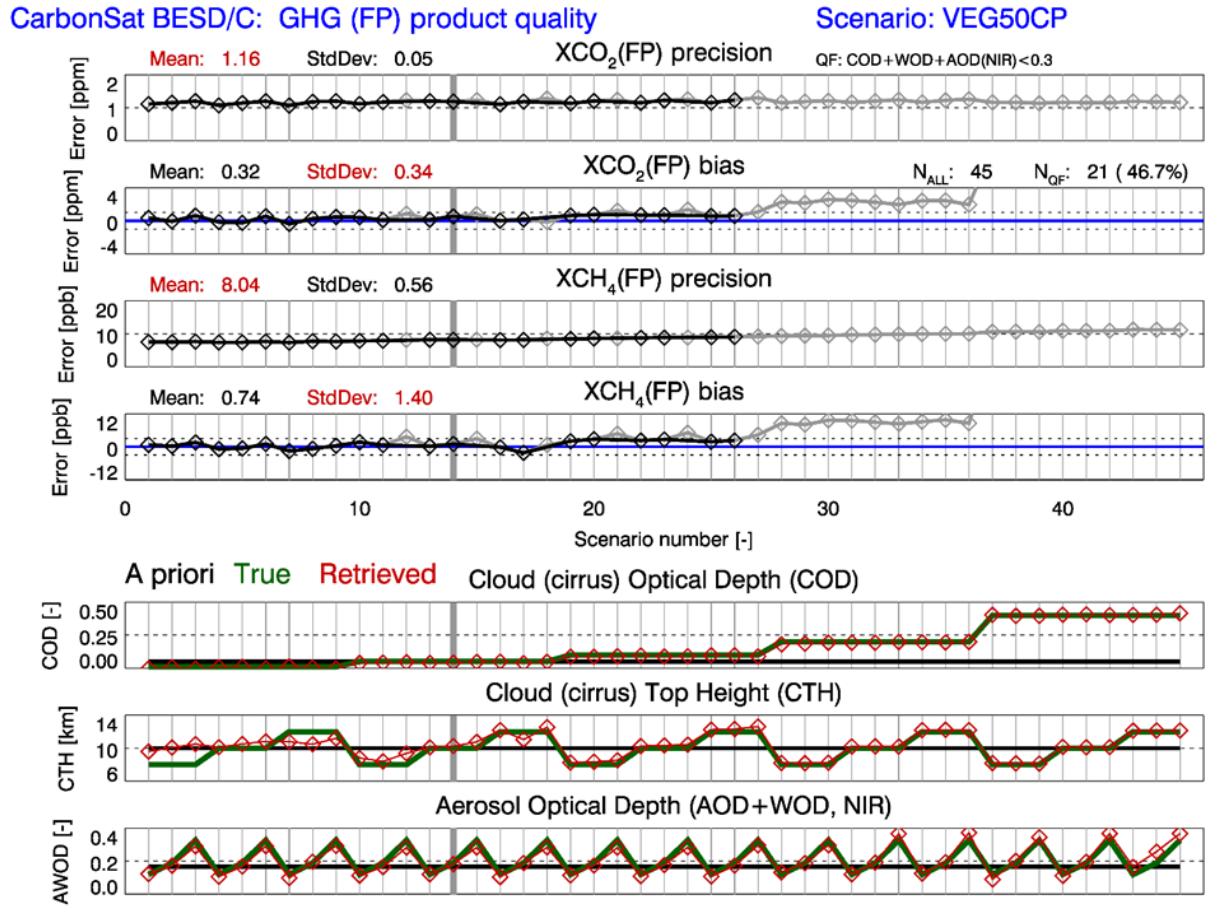 CarbonSat BESD/C: GHG (FP) product quality Scenario: VEG50CP
Mean: 1.16 StdDev: 0.05 XCO₂(FP) precision QF: COD+WOD+AOD(NIR)<0.3
Error [ppm]
2
1
0
Mean: 0.32 StdDev: 0.34 XCO₂(FP) bias N_ALL: 45 N_QF: 21 ( 46.7%)
Error [ppm]
4
0
-4
Mean: 8.04 StdDev: 0.56 XCH₄(FP) precision
Error [ppb]
20
10
0
Mean: 0.74 StdDev: 1.40 XCH₄(FP) bias
Error [ppb]
12
0
-12
0 10 20 30 40
Scenario number [-]
A priori True Retrieved Cloud (cirrus) Optical Depth (COD)
COD [-]
0.50
0.25
0.00
Cloud (cirrus) Top Height (CTH)
CTH [km]
14
10
6
Aerosol Optical Depth (AOD+WOD, NIR)
AWOD [-]
0.4
0.2
0.0